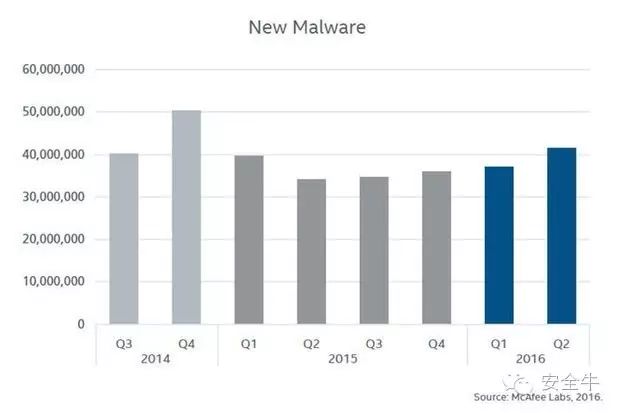 New Malware
60,000,000
50,000,000
40,000,000
30,000,000
20,000,000
10,000,000
0
Q3 Q4 Q1 Q2 Q3 Q4 Q1 Q2
2014 2015 2016
安全牛
Source: McAfee Labs, 2016.